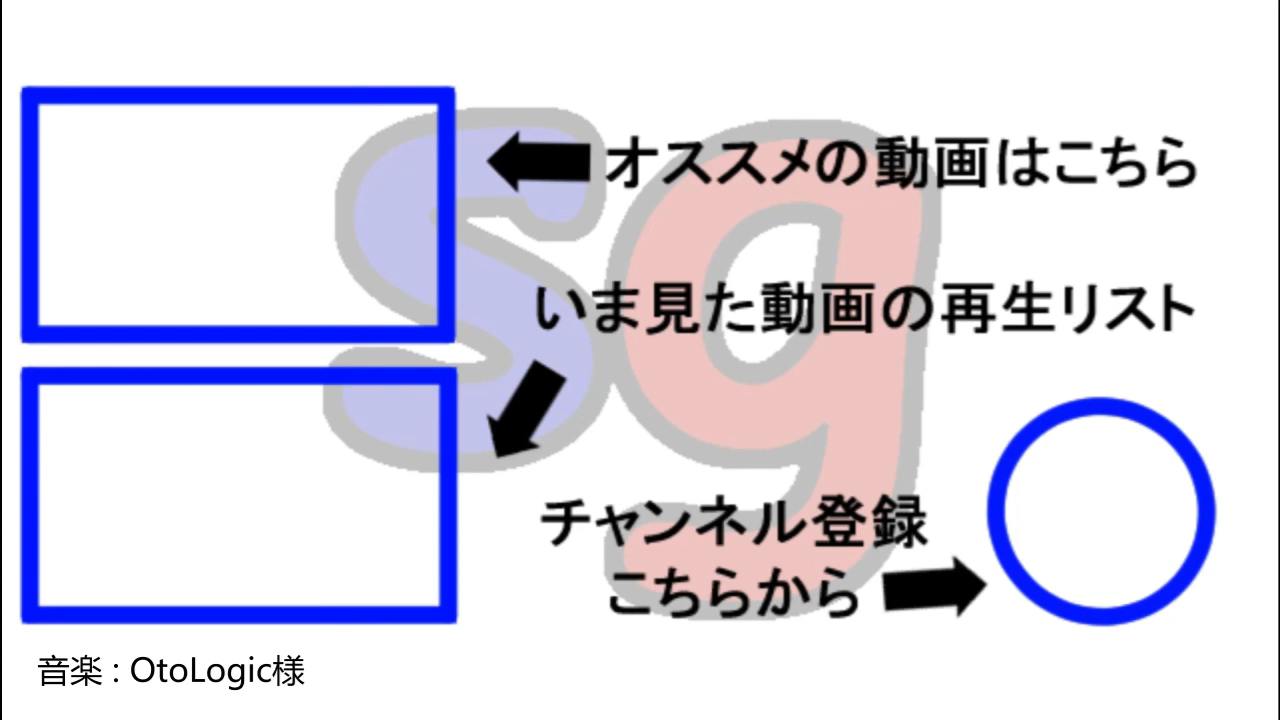 sg
オススメの動画はこちら
いま見た動画の再生リスト
チャンネル登録
こちらから
音楽 : OtoLogic様